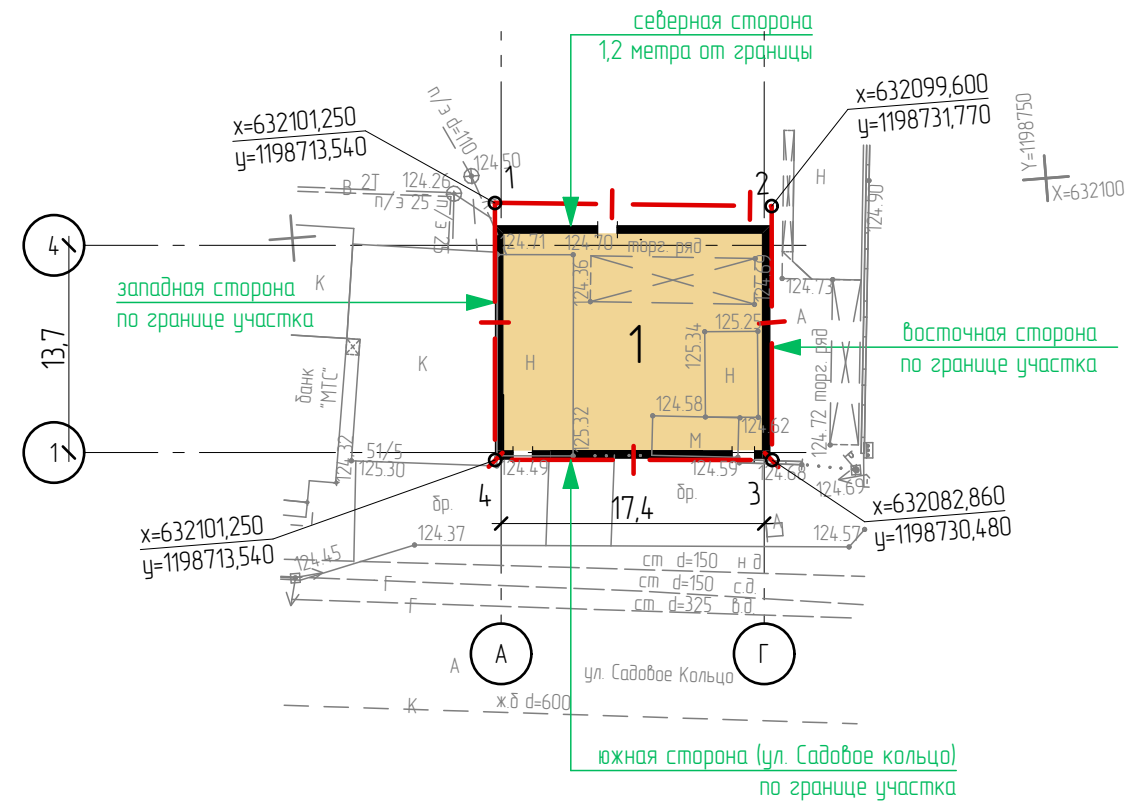 северная сторона
1,2 метра от границы
x=632099,600
y=1198731,770
Y=1198750
X=632100
x=632101,250
y=1198713,540
п/э d=110
124.50
1
2
Н
124.90
В
2Т
124.26
п/э 25
п/э 25
4
124.71
124.70
торг. ряд
124.69
124.36
124.73
К
западная сторона
по границе участка
А
восточная сторона
по границе участка
13,7
1
125.25
125.34
К
Н
Н
банк
"МТС"
торг. ряд
124.72
124.58
124.62
М
125.32
1
124.32
51/5
125.30
124.49
124.59
124.68
124.69
4
3
бр.
бр.
17,4
А
x=632101,250
y=1198713,540
x=632082,860
y=1198730,480
124.37
124.57
124.45
ст d=150 н д
ст d=150 с.д.
ст d=325 в.д.
Г
Г
А
Г
А
ул. Садовое Кольцо
К
ж.б d=600
южная сторона (ул. Садовое кольцо)
по границе участка